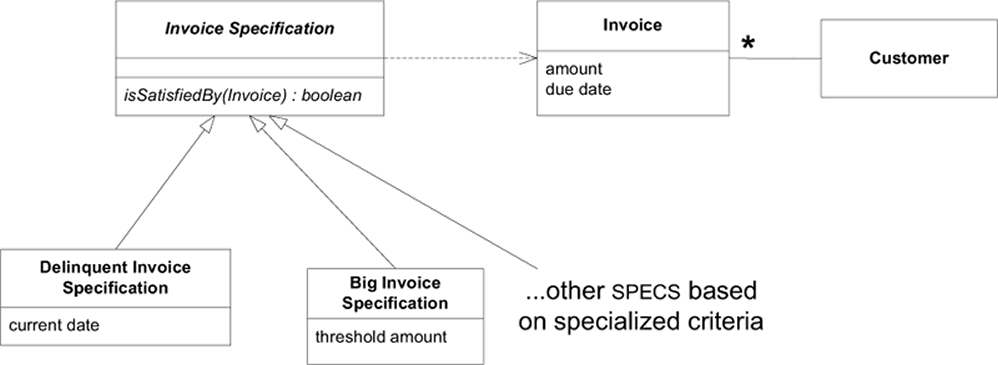 Invoice Specification
isSatisfiedBy(Invoice) : boolean
Invoice
amount
due date
*
Customer
Delinquent Invoice
Specification
current date
Big Invoice
Specification
threshold amount
...other SPECS based
on specialized criteria